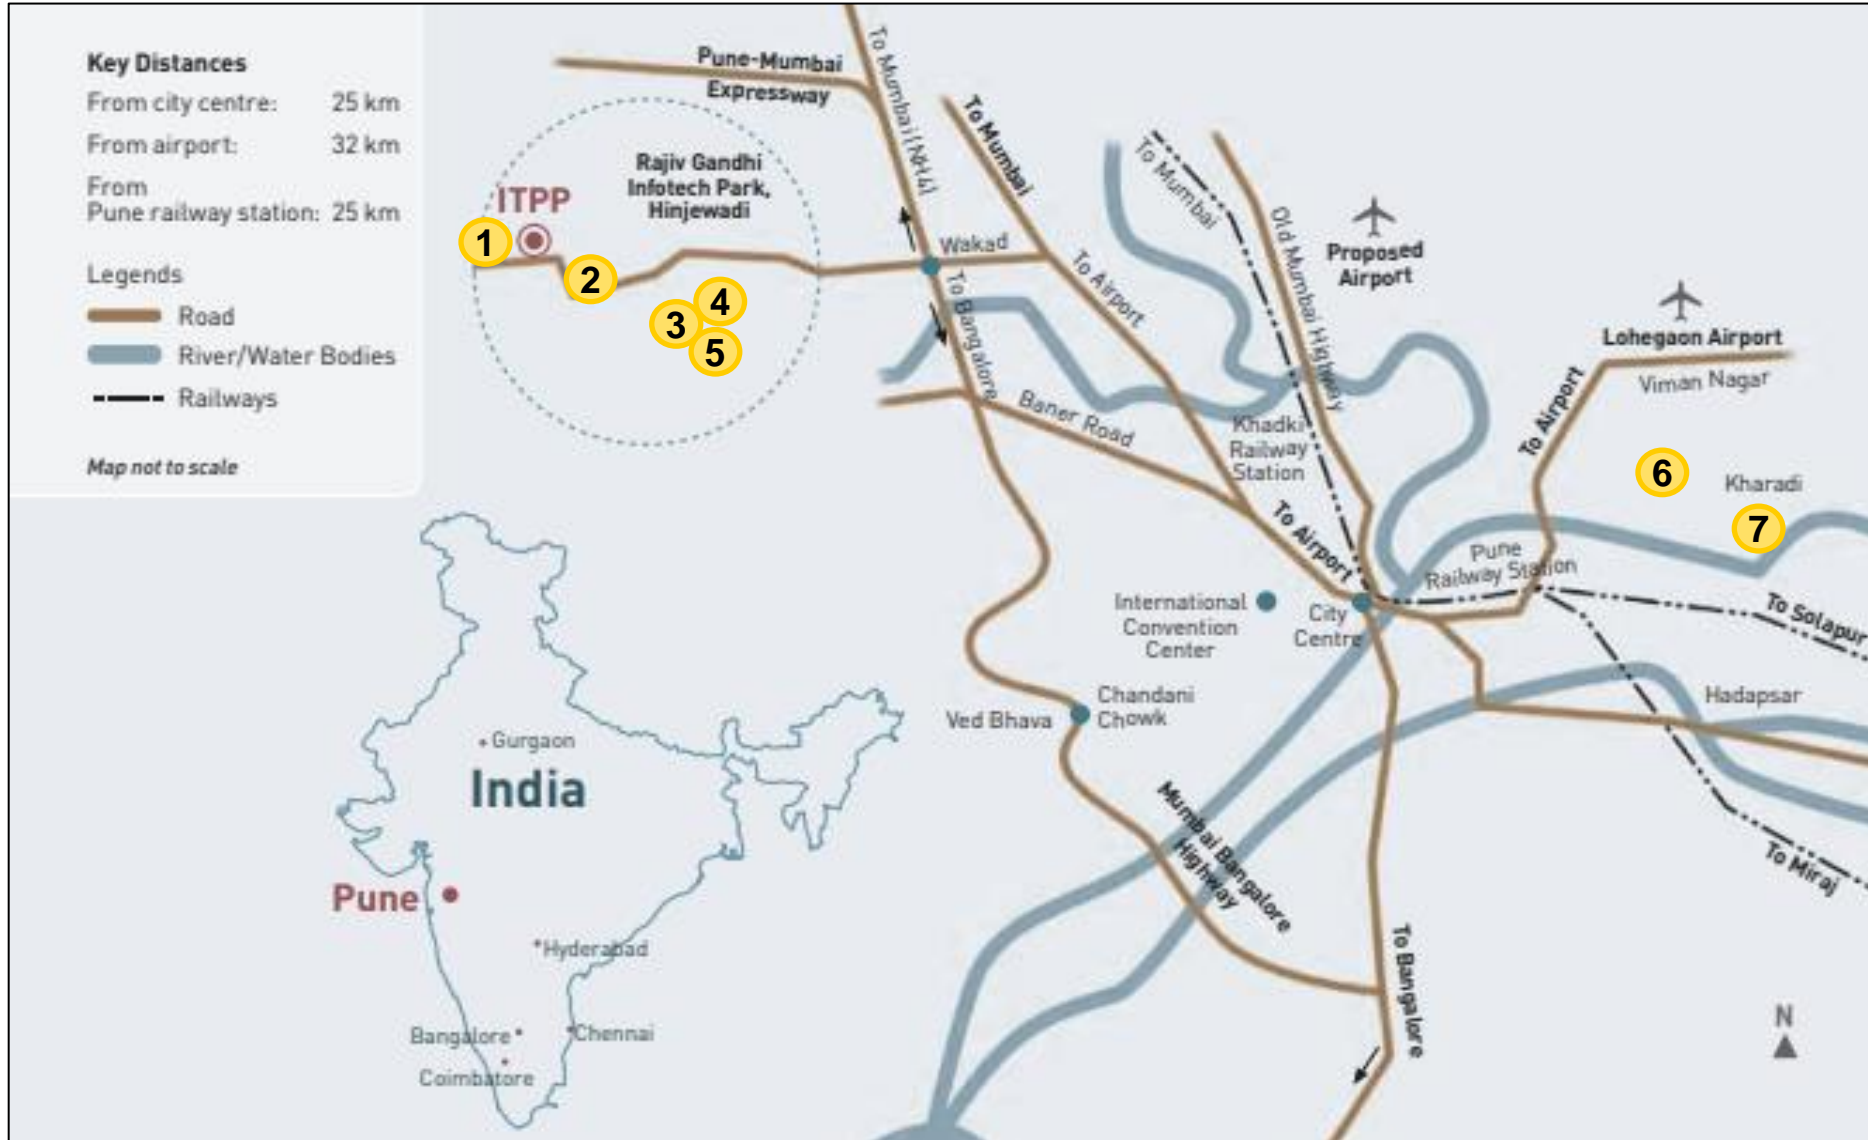 Key Distances
From city centre: 25 km
From airport: 32 km
From
Pune railway station: 25 km
Legends
Road
River/Water Bodies
Railways
Map not to scale
Pune-Mumbai
Expressway
To Mumbai (NH4)
To Mumbai
Rajiv Gandhi
Infotech Park,
Hinjewadi
ITPP
1
2
3
4
5
Wakad
To Bangalore
To Airport
To Mumbai
Old Mumbai Highway
Proposed
Airport
Lohegaon Airport
Viman Nagar
To Airport
Baner Road
Khadki
Railway
Station
6
Kharadi
7
To Airport
Pune
Railway Station
International
Convention
Center
City
Centre
To Solapur
Hadapsar
Chandani
Chowk
Ved Bhava
Mumbai Bangalore
Highway
To Miraj
To Bangalore
N
Gurgaon
India
Pune
Hyderabad
Bangalore
Chennai
Coimbatore